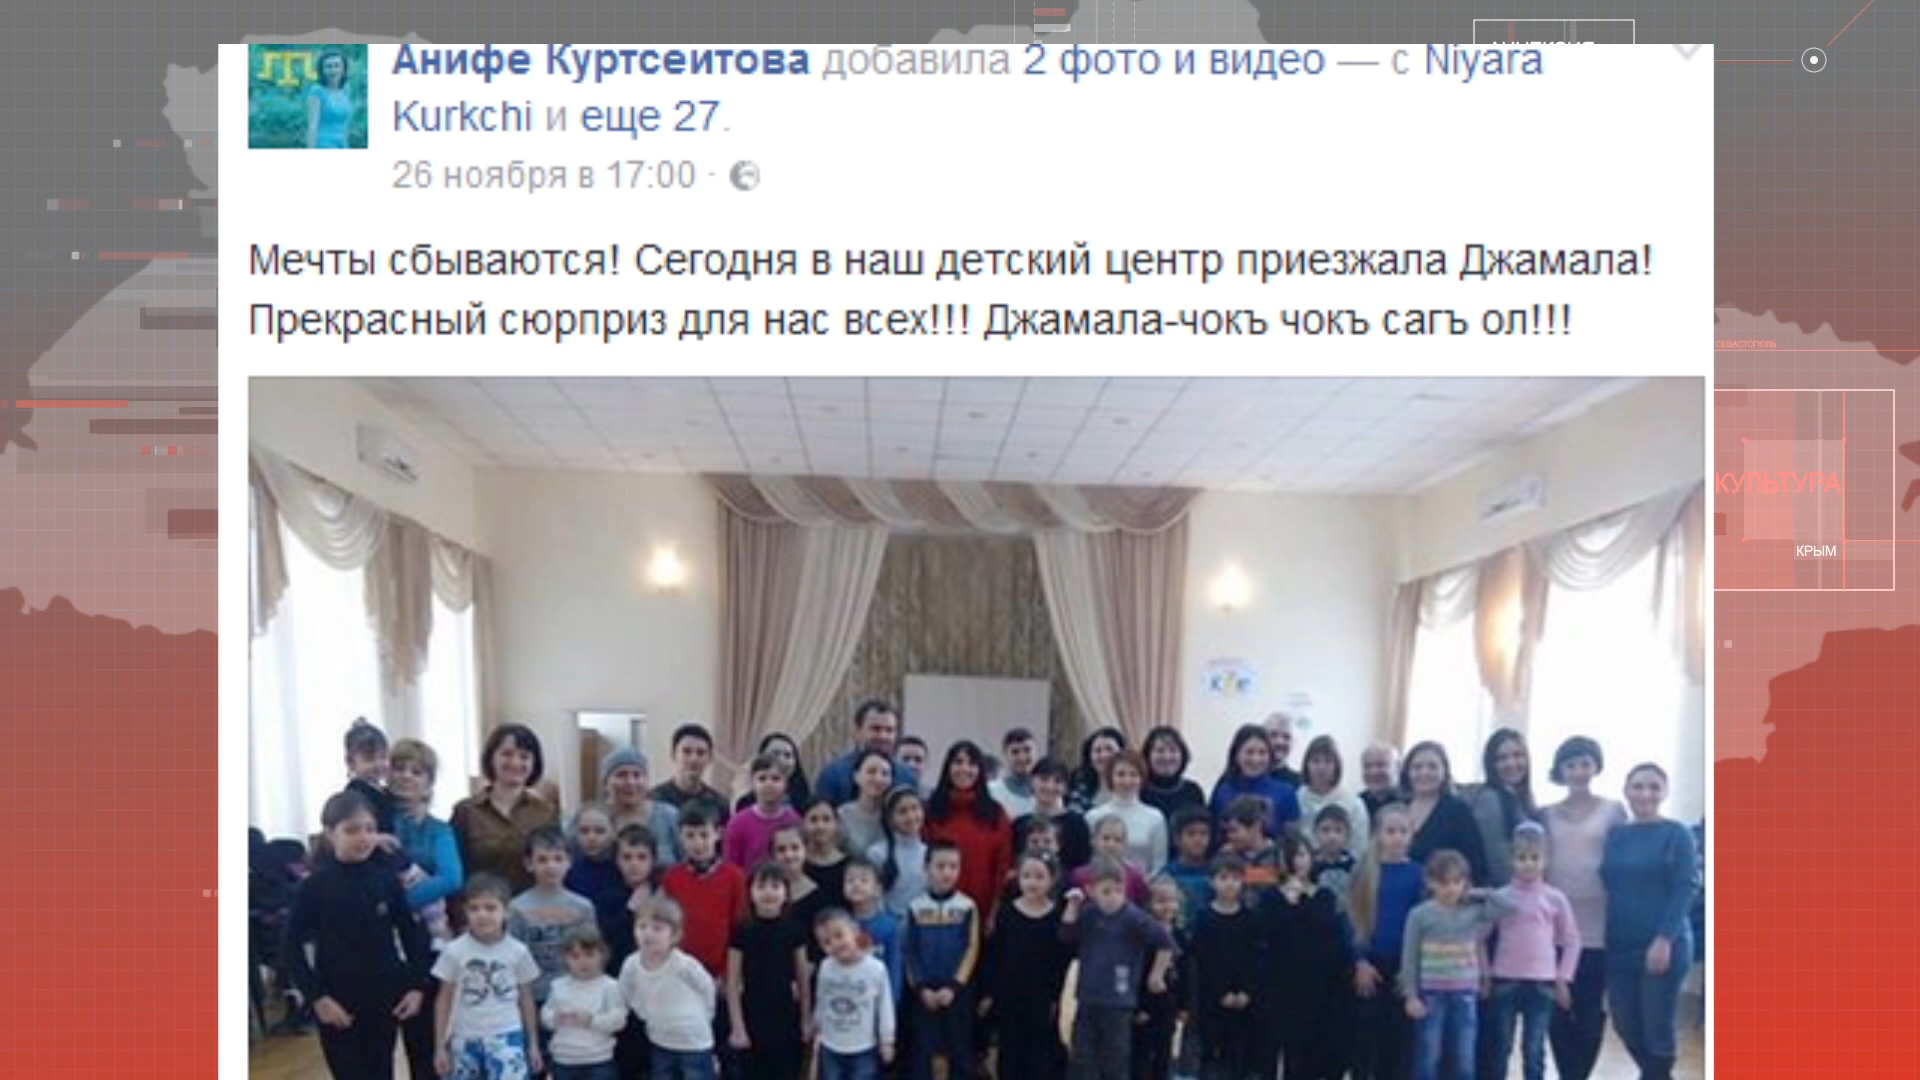 Анифе Куртсеитова добавила 2 фото и видео — с Niyara
Kurkchi и еще 27.
26 ноября в 17:00 ·
Мечты сбываются! Сегодня в наш детский центр приезжала Джамала!
Прекрасный сюрприз для нас всех!!! Джамала-чокъ чокъ сагъ ол!!!
КУЛЬТУРА
КРЫМ